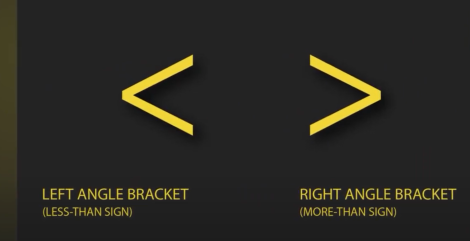 < >
LEFT ANGLE BRACKET RIGHT ANGLE BRACKET
(LESS-THAN SIGN) (MORE-THAN SIGN)